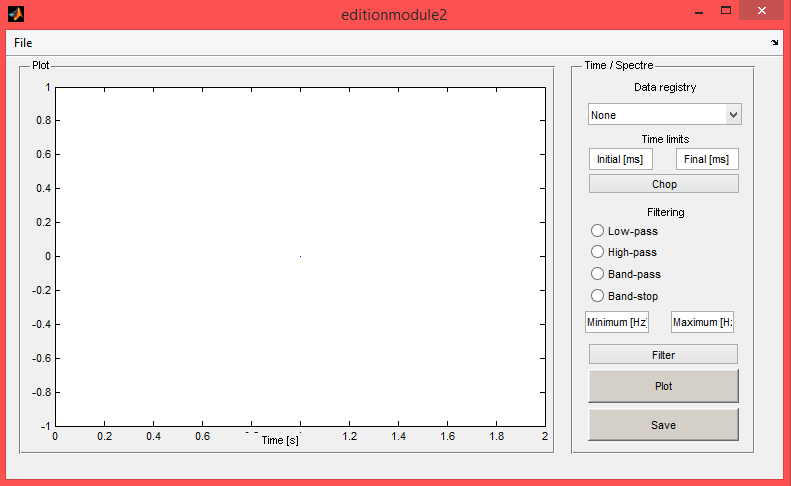 editionmodule2
File
Plot
1
0.8
0.6
0.4
0.2
0
-0.2
-0.4
-0.6
-0.8
-1
0 0.2 0.4 0.6 1.2 1.4 1.6 1.8 2
Time [s]
Time / Spectre
Data registry
None
Time limits
Initial [ms] Final [ms]
Chop
Filtering
Low-pass
High-pass
Band-pass
Band-stop
Minimum [Hz] Maximum [Hz
Filter
Plot
Save